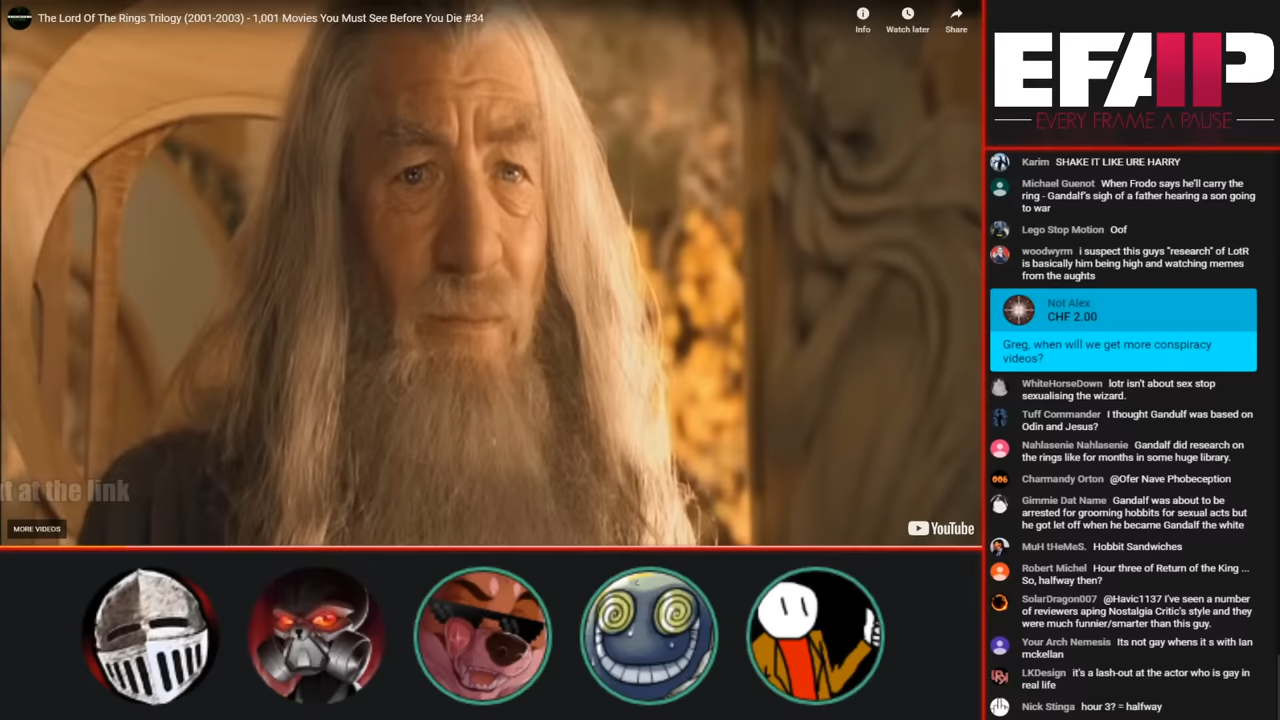 The Lord Of The Rings Trilogy (2001-2003) - 1,001 Movies You Must See Before You Die #34
Info
Watch later
Share
EFAP
EVERY FRAME A PAUSE
Karim SHAKE IT LIKE URE HARRY
Michael Guenot When Frodo says he'll carry the
ring - Gandalf's sigh of a father hearing a son going
to war
Lego Stop Motion Oof
woodwyrm i suspect this guys "research" of LotR
is basically him being high and watching memes
from the aughts
Not Alex
CHF 2.00
Greg, when will we get more conspiracy
videos?
WhiteHorseDown lotr isn't about sex stop
sexualising the wizard.
Tuff Commander I thought Gandulf was based on
Odin and Jesus?
Nahlasenie Nahlasenie Gandalf did research on
the rings like for months in some huge library.
006
Charmandy Orton @Ofer Nave Phobeception
Gimmie Dat Name Gandalf was about to be
arrested for grooming hobbits for sexual acts but
he got let off when he became Gandalf the white
MuH tHeMeS. Hobbit Sandwiches
Robert Michel Hour three of Return of the King ...
So, halfway then?
SolarDragon007 @Havic1137 I've seen a number
of reviewers aping Nostalgia Critic's style and they
were much funnier/smarter than this guy.
Your Arch Nemesis Its not gay whens it s with Ian
mckellan
LKDesign it's a lash-out at the actor who is gay in
real life
Nick Stinga hour 3? = halfway
t at the link
MORE VIDEOS
YouTube